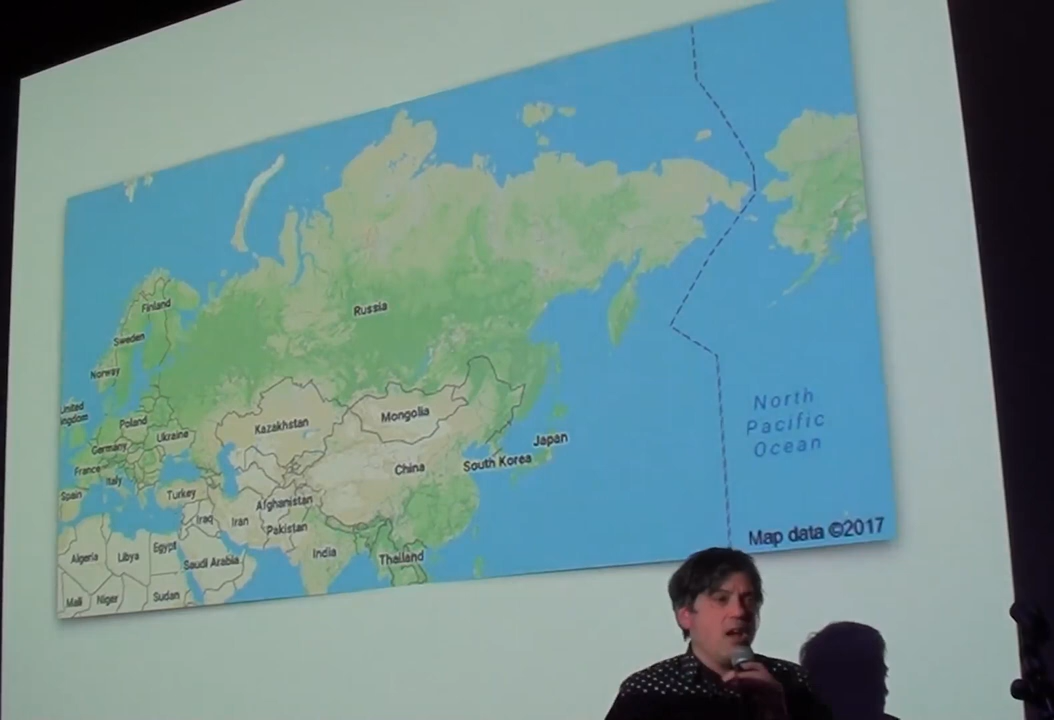 Finland
Russia
Sweden
Norway
United
Kingdom
Poland
Ukraine
Germany
France
Italy
Spain
Turkey
Kazakhstan
Mongolia
China
South Korea
Japan
North
Pacific
Ocean
Iraq
Iran
Afghanistan
Pakistan
India
Thailand
Algeria
Libya
Egypt
Saudi Arabia
Mali
Niger
Sudan
Map data ©2017